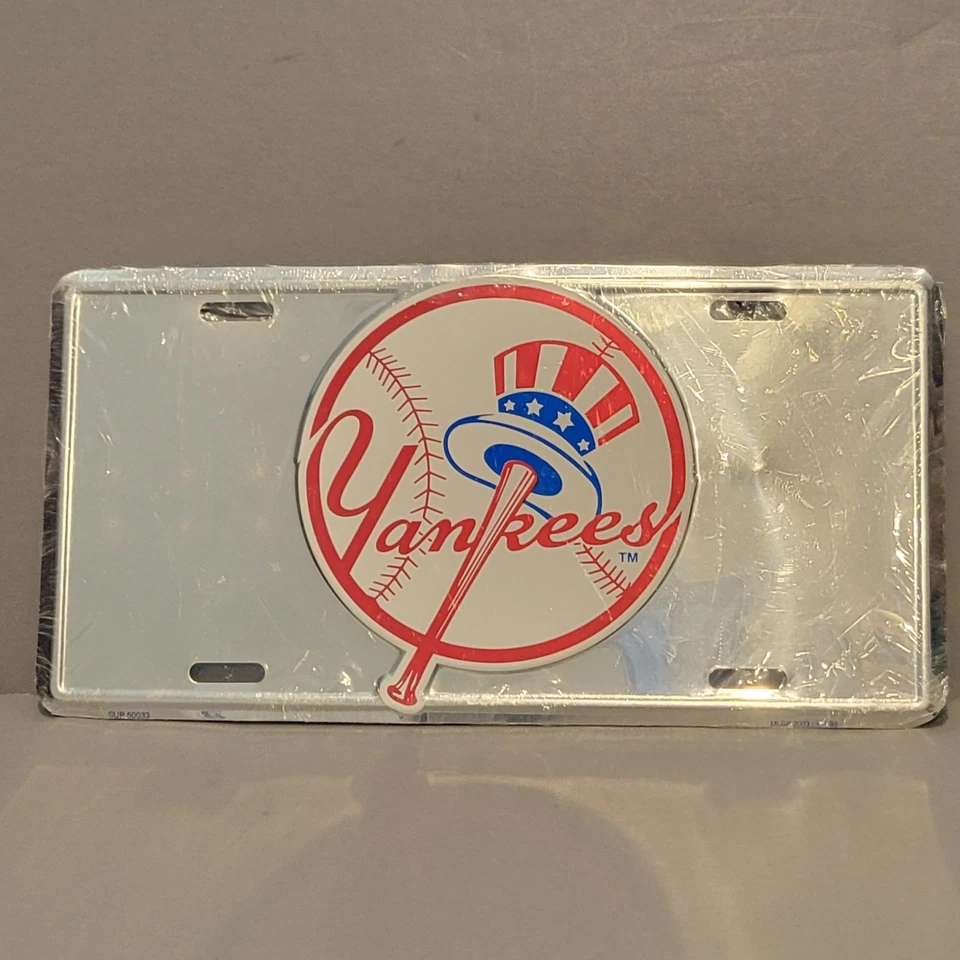 Yankees
TM
SUP 50033